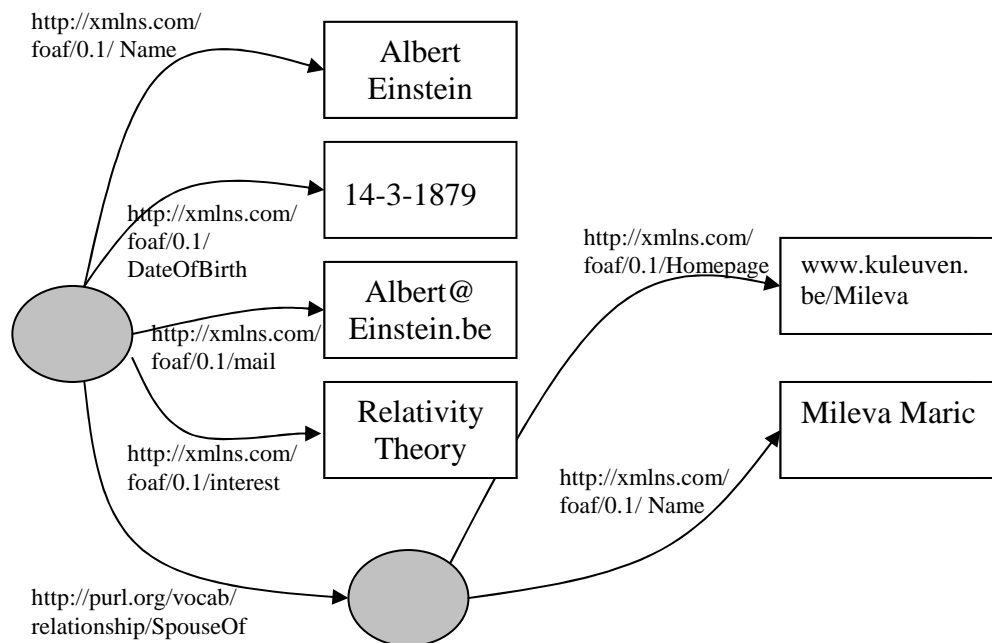 http://xmlns.com/
foaf/0.1/ Name
Albert
Einstein
14-3-1879
http://xmlns.com/
foaf/0.1/
DateOfBirth
http://xmlns.com/
foaf/0.1/Homepage
www.kuleuven.
be/Mileva
Albert@
Einstein.be
http://xmlns.com/
foaf/0.1/mail
Relativity
Theory
Mileva Maric
http://xmlns.com/
foaf/0.1/interest
http://xmlns.com/
foaf/0.1/ Name
http://purl.org/vocab/
relationship/SpouseOf